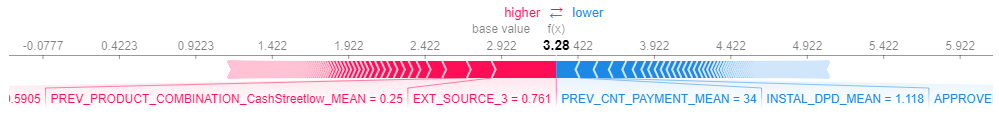 higher ⇄ lower
base value f(x)
-0.0777 0.4223 0.9223 1.422 1.922 2.422 2.922 3.28 422 3.922 4.422 4.922 5.422 5.922
0.5905 PREV_PRODUCT_COMBINATION_CashStreetlow_MEAN = 0.25 EXT_SOURCE_3 = 0.761 PREV_CNT_PAYMENT_MEAN = 34 INSTAL_DPD_MEAN = 1.118 APPROVE